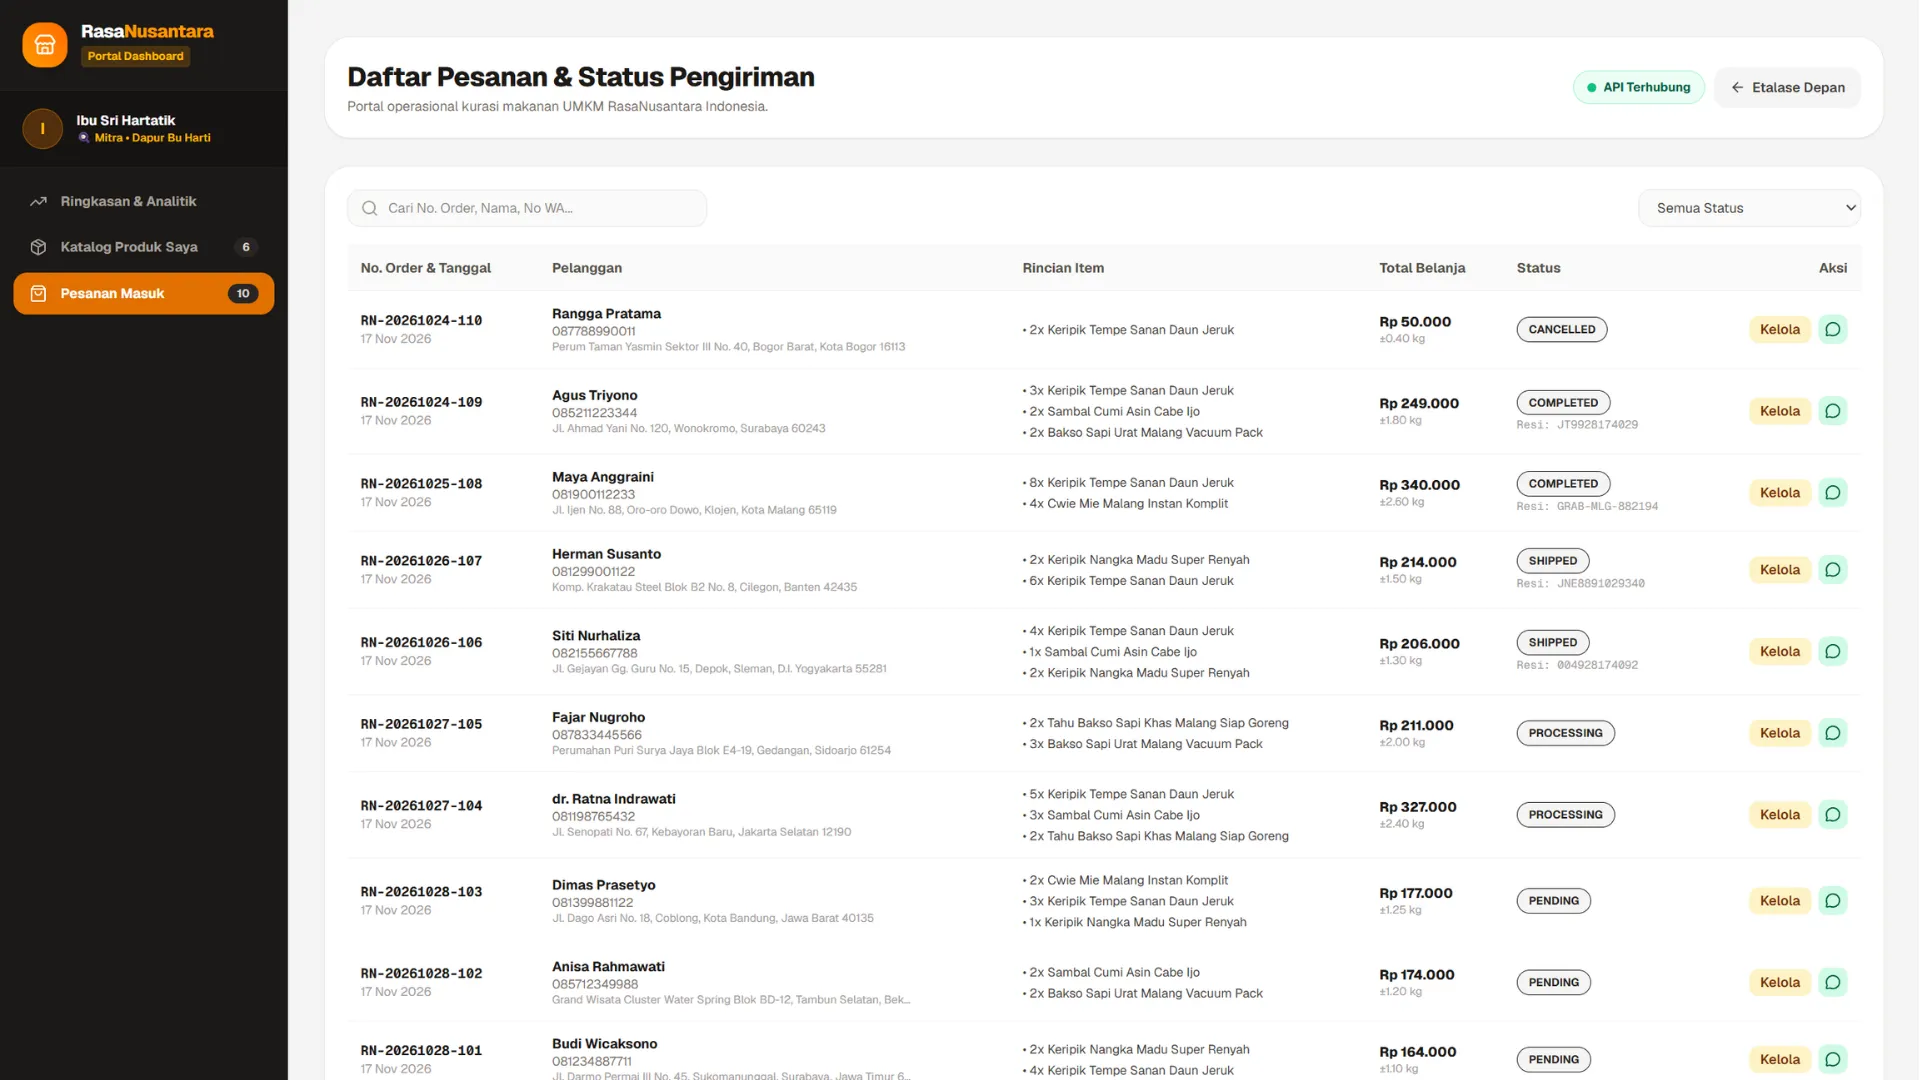 RasaNusantara
Portal Dashboard
I
Ibu Sri Hartatik
Mitra • Dapur Bu Harti
Ringkasan & Analitik
Katalog Produk Saya 6
Pesanan Masuk 10
Daftar Pesanan & Status Pengiriman
Portal operasional kurasi makanan UMKM RasaNusantara Indonesia.
API Terhubung
Etalase Depan
Cari No. Order, Nama, No WA...
Semua Status
No. Order & Tanggal Pelanggan Rincian Item Total Belanja Status Aksi
RN-20261024-110
17 Nov 2026
Rangga Pratama
087788990011
Perum Taman Yasmin Sektor III No. 40, Bogor Barat, Kota Bogor 16113
• 2x Keripik Tempe Sanan Daun Jeruk
Rp 50.000
±0.40 kg
CANCELLED
Kelola
RN-20261024-109
17 Nov 2026
Agus Triyono
085211223344
Jl. Ahmad Yani No. 120, Wonokromo, Surabaya 60243
• 3x Keripik Tempe Sanan Daun Jeruk
• 2x Sambal Cumi Asin Cabe Ijo
• 2x Bakso Sapi Urat Malang Vacuum Pack
Rp 249.000
±1.80 kg
COMPLETED
Resi: JT9928174029
Kelola
RN-20261025-108
17 Nov 2026
Maya Anggraini
081900112233
Jl. Ijen No. 88, Oro-oro Dowo, Klojen, Kota Malang 65119
• 8x Keripik Tempe Sanan Daun Jeruk
• 4x Cwie Mie Malang Instan Komplit
Rp 340.000
±2.60 kg
COMPLETED
Resi: GRAB-MLG-882194
Kelola
RN-20261026-107
17 Nov 2026
Herman Susanto
081299001122
Komp. Krakatau Steel Blok B2 No. 8, Cilegon, Banten 42435
• 2x Keripik Nangka Madu Super Renyah
• 6x Keripik Tempe Sanan Daun Jeruk
Rp 214.000
±1.50 kg
SHIPPED
Resi: JNE8891029340
Kelola
RN-20261026-106
17 Nov 2026
Siti Nurhaliza
082155667788
Jl. Gejayan Gg. Guru No. 15, Depok, Sleman, D.I. Yogyakarta 55281
• 4x Keripik Tempe Sanan Daun Jeruk
• 1x Sambal Cumi Asin Cabe Ijo
• 2x Keripik Nangka Madu Super Renyah
Rp 206.000
±1.30 kg
SHIPPED
Resi: 004928174092
Kelola
RN-20261027-105
17 Nov 2026
Fajar Nugroho
087833445566
Perumahan Puri Surya Jaya Blok E4-19, Gedangan, Sidoarjo 61254
• 2x Tahu Bakso Sapi Khas Malang Siap Goreng
• 3x Bakso Sapi Urat Malang Vacuum Pack
Rp 211.000
±2.00 kg
PROCESSING
Kelola
RN-20261027-104
17 Nov 2026
dr. Ratna Indrawati
081198765432
Jl. Senopati No. 67, Kebayoran Baru, Jakarta Selatan 12190
• 5x Keripik Tempe Sanan Daun Jeruk
• 3x Sambal Cumi Asin Cabe Ijo
• 2x Tahu Bakso Sapi Khas Malang Siap Goreng
Rp 327.000
±2.40 kg
PROCESSING
Kelola
RN-20261028-103
17 Nov 2026
Dimas Prasetyo
081399881122
Jl. Dago Asri No. 18, Coblong, Kota Bandung, Jawa Barat 40135
• 2x Cwie Mie Malang Instan Komplit
• 3x Keripik Tempe Sanan Daun Jeruk
• 1x Keripik Nangka Madu Super Renyah
Rp 177.000
±1.25 kg
PENDING
Kelola
RN-20261028-102
17 Nov 2026
Anisa Rahmawati
085712349988
Grand Wisata Cluster Water Spring Blok BD-12, Tambun Selatan, Bek...
• 2x Sambal Cumi Asin Cabe Ijo
• 2x Bakso Sapi Urat Malang Vacuum Pack
Rp 174.000
±1.20 kg
PENDING
Kelola
RN-20261028-101
17 Nov 2026
Budi Wicaksono
081234887711
Jl. Darmo Permai III No. 45, Sukomanunggal, Surabaya, Jawa Timur 6...
• 2x Keripik Nangka Madu Super Renyah
• 4x Keripik Tempe Sanan Daun Jeruk
Rp 164.000
±1.10 kg
PENDING
Kelola